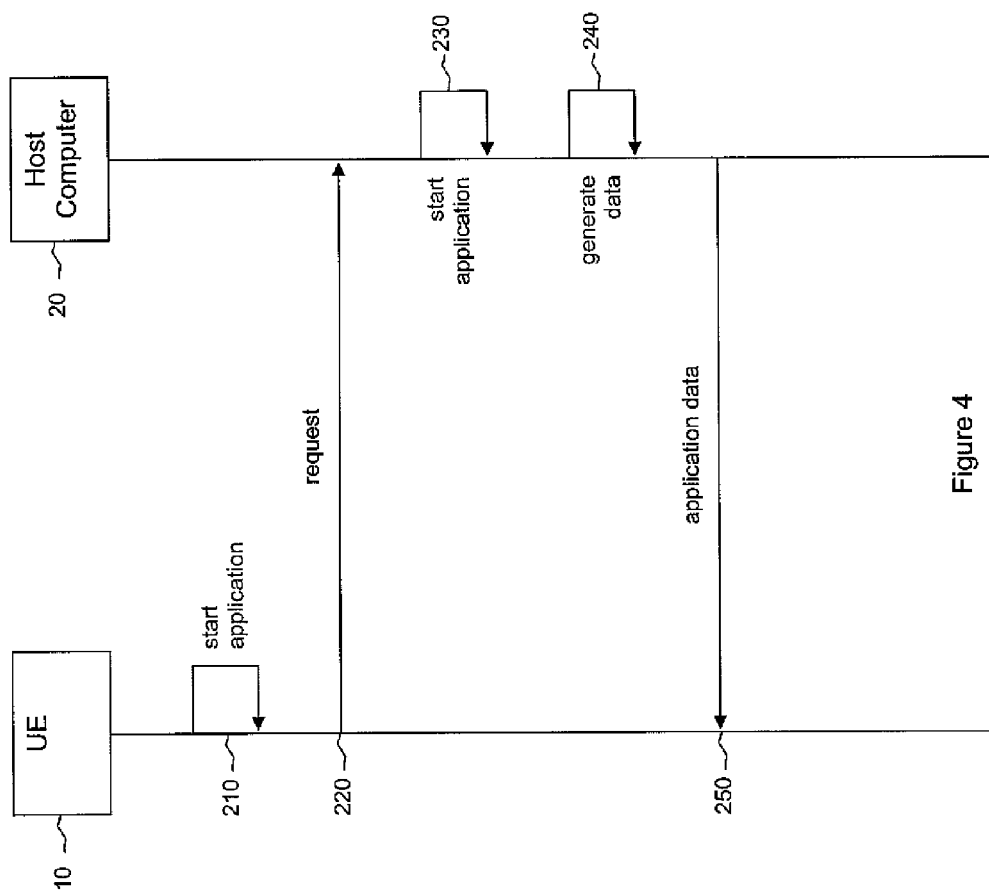 UE
10
Host
Computer
20
start
application
210
request
220
start
application
230
generate
data
240
application data
250
Figure 4